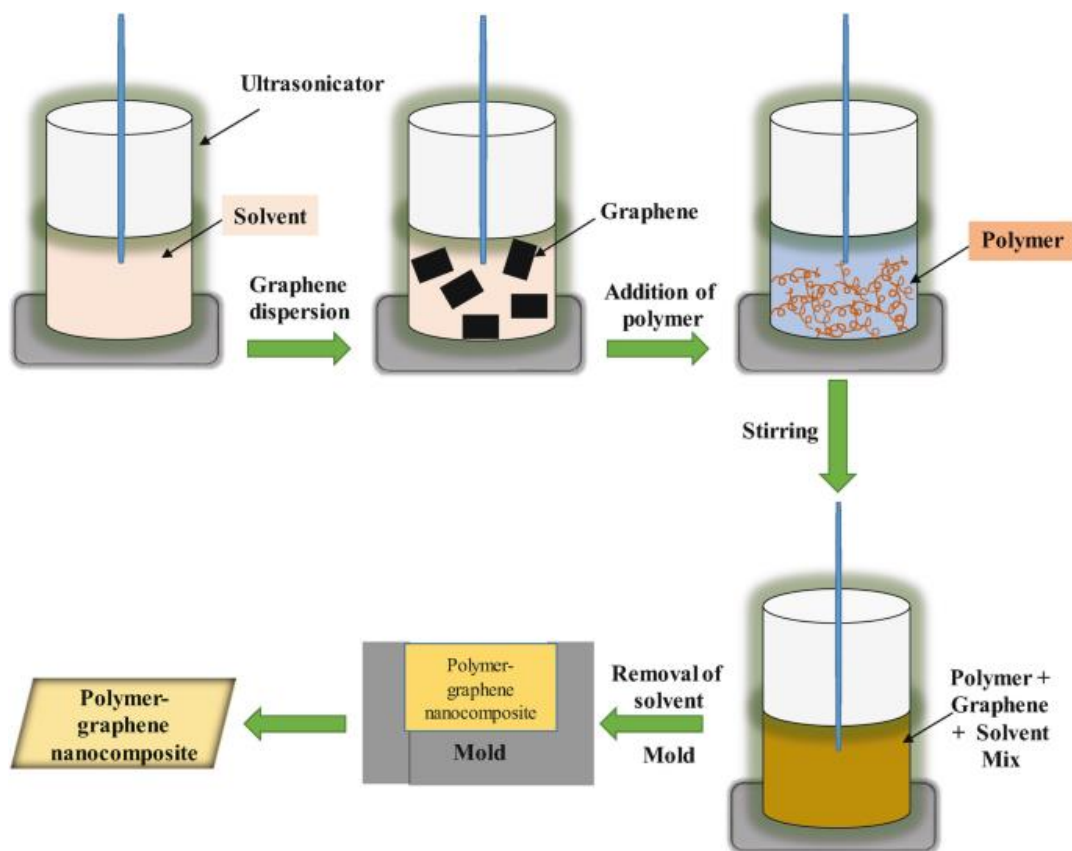 Ultrasonicator
Solvent
Graphene
dispersion
Graphene
Addition of
polymer
Polymer
Stirring
Polymer +
Graphene
+ Solvent
Mix
Removal of
solvent
Mold
Polymer-
graphene
nanocomposite
Mold
Polymer-
graphene
nanocomposite